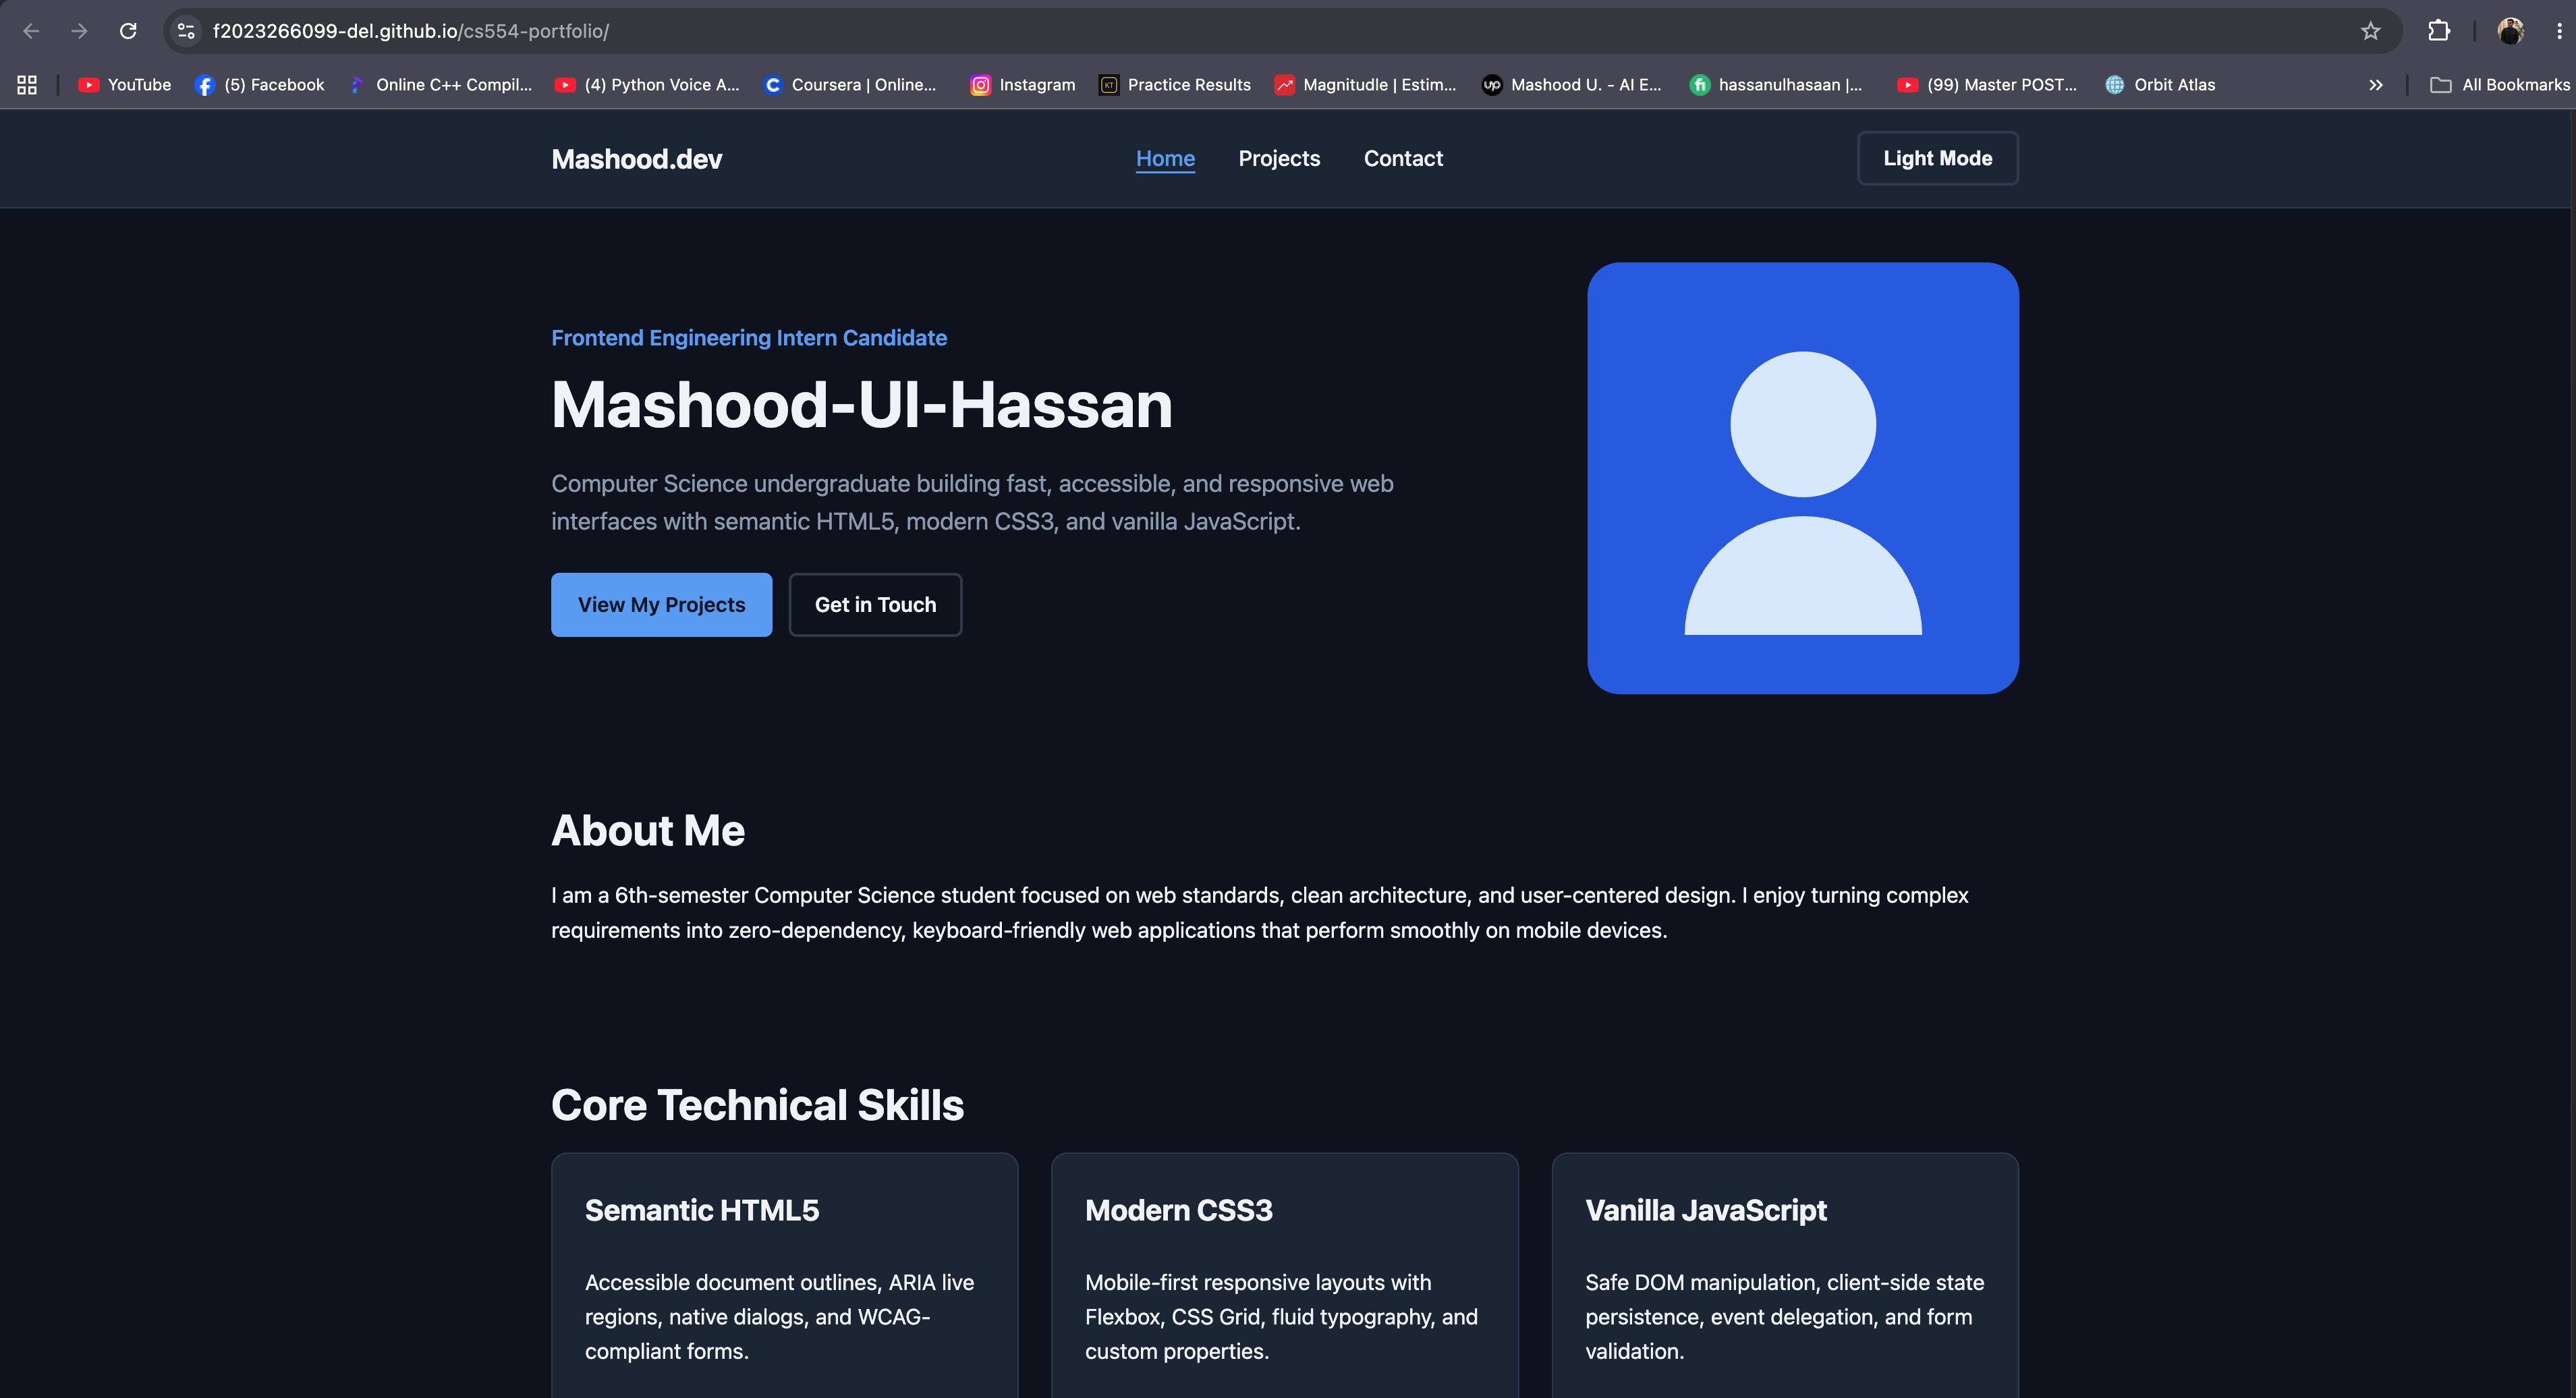 f2023266099-del.github.io/cs554-portfolio/
YouTube
(5) Facebook
Online C++ Compil...
(4) Python Voice A...
Coursera | Online...
Instagram
KT
Practice Results
Magnitudle | Estim...
up
Mashood U. - AI E...
fi
hassanulhasaan |...
(99) Master POST...
Orbit Atlas
All Bookmarks
Mashood.dev
Home
Projects
Contact
Light Mode
Frontend Engineering Intern Candidate
Mashood-Ul-Hassan
Computer Science undergraduate building fast, accessible, and responsive web
interfaces with semantic HTML5, modern CSS3, and vanilla JavaScript.
View My Projects
Get in Touch
About Me
I am a 6th-semester Computer Science student focused on web standards, clean architecture, and user-centered design. I enjoy turning complex
requirements into zero-dependency, keyboard-friendly web applications that perform smoothly on mobile devices.
Core Technical Skills
Semantic HTML5
Accessible document outlines, ARIA live
regions, native dialogs, and WCAG-
compliant forms.
Modern CSS3
Mobile-first responsive layouts with
Flexbox, CSS Grid, fluid typography, and
custom properties.
Vanilla JavaScript
Safe DOM manipulation, client-side state
persistence, event delegation, and form
validation.